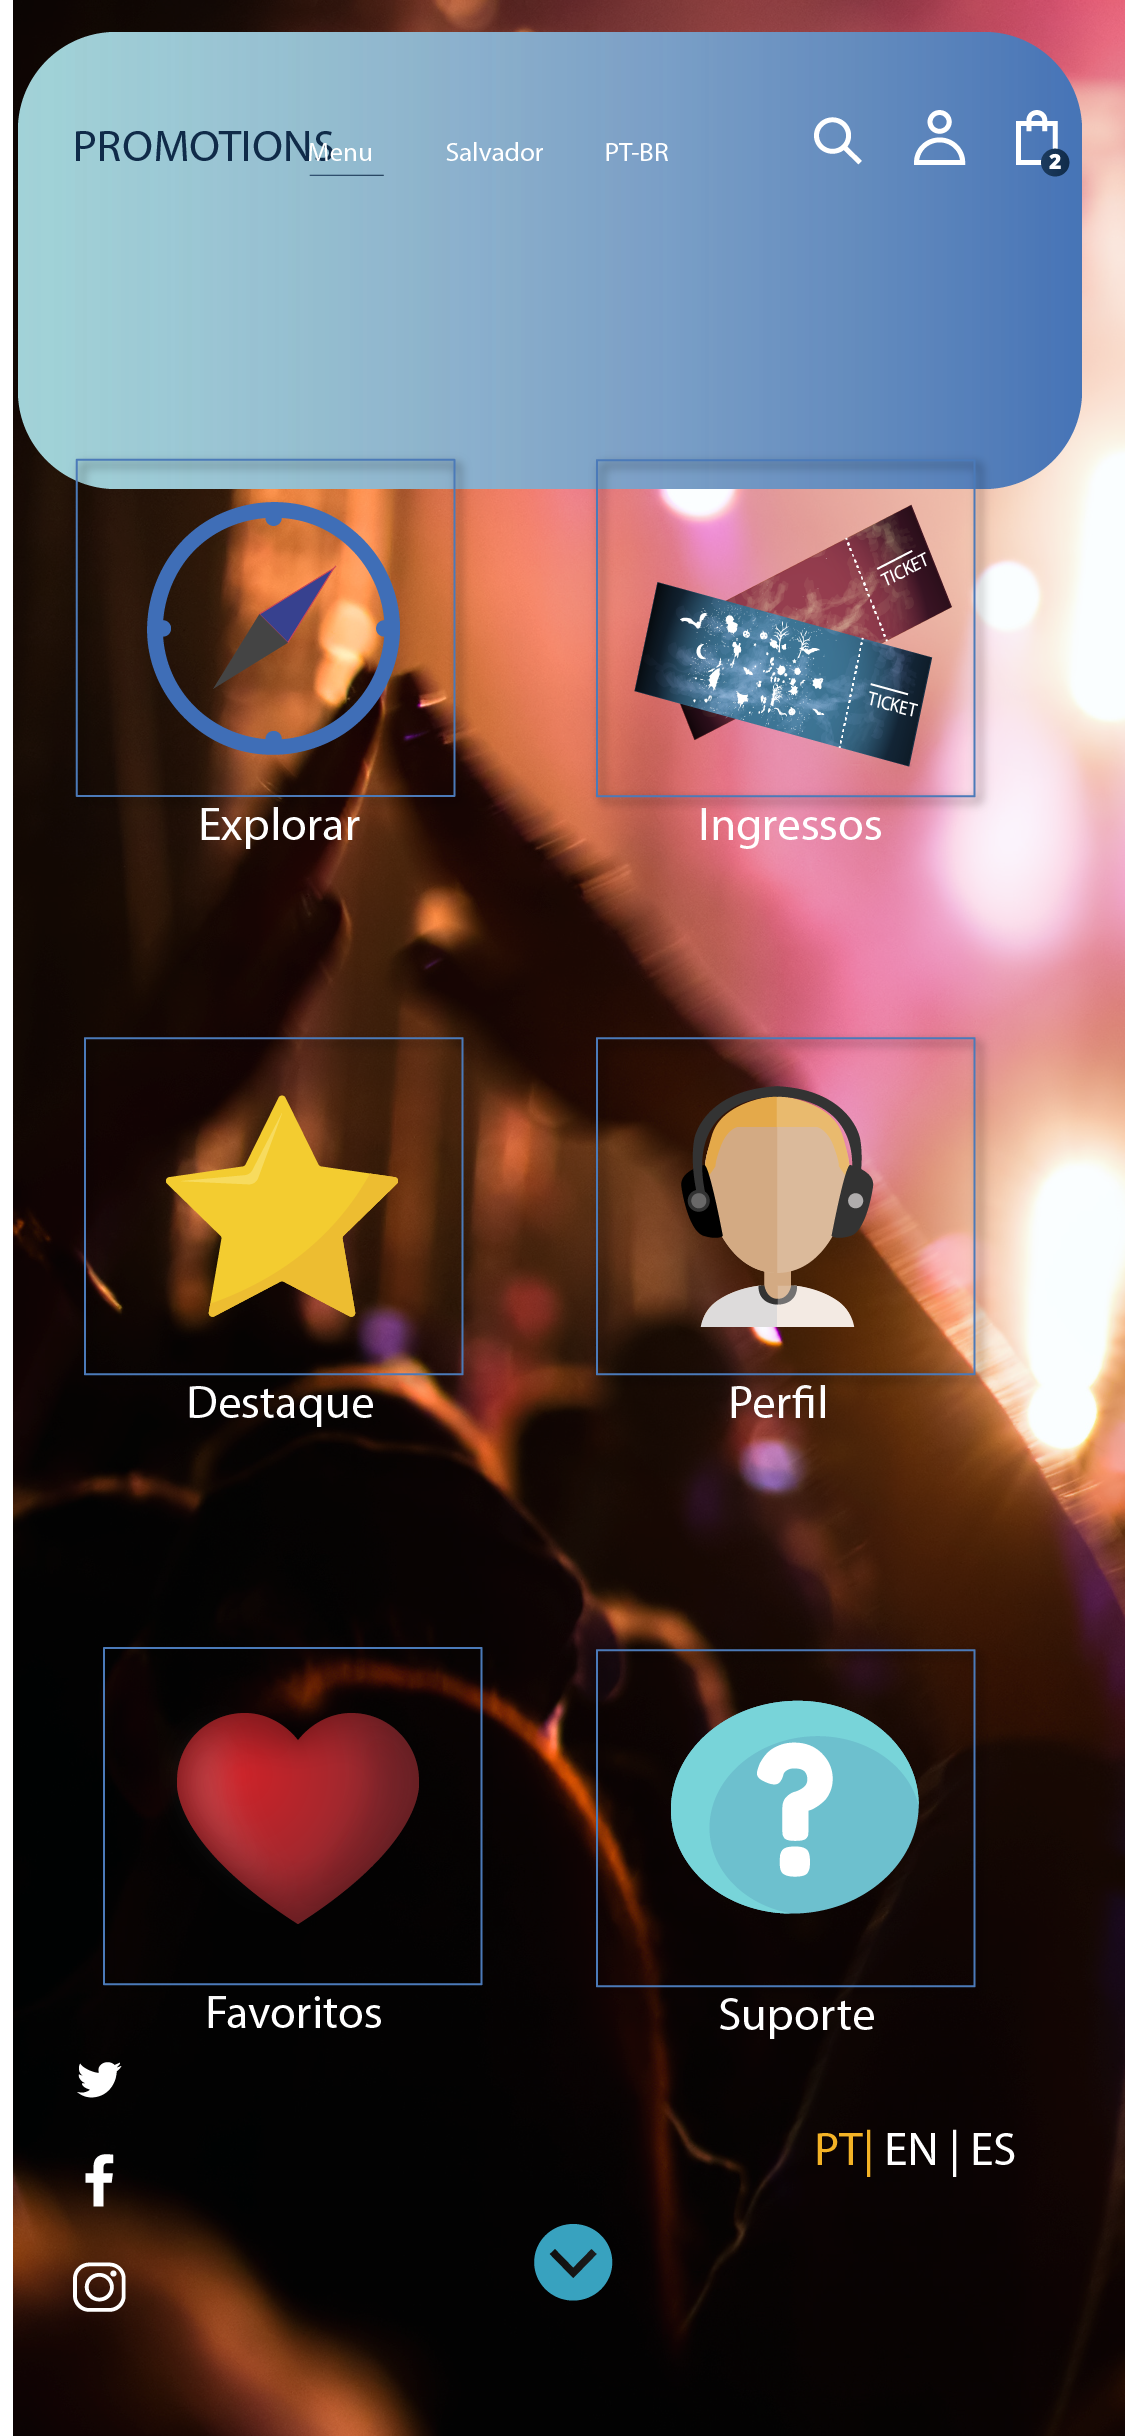 PROMOTIONS Menu Salvador PT-BR
2
TICKET
TICKET
Explorar Ingressos
Destaque Perfil
?
Favoritos Suporte
PT| EN | ES